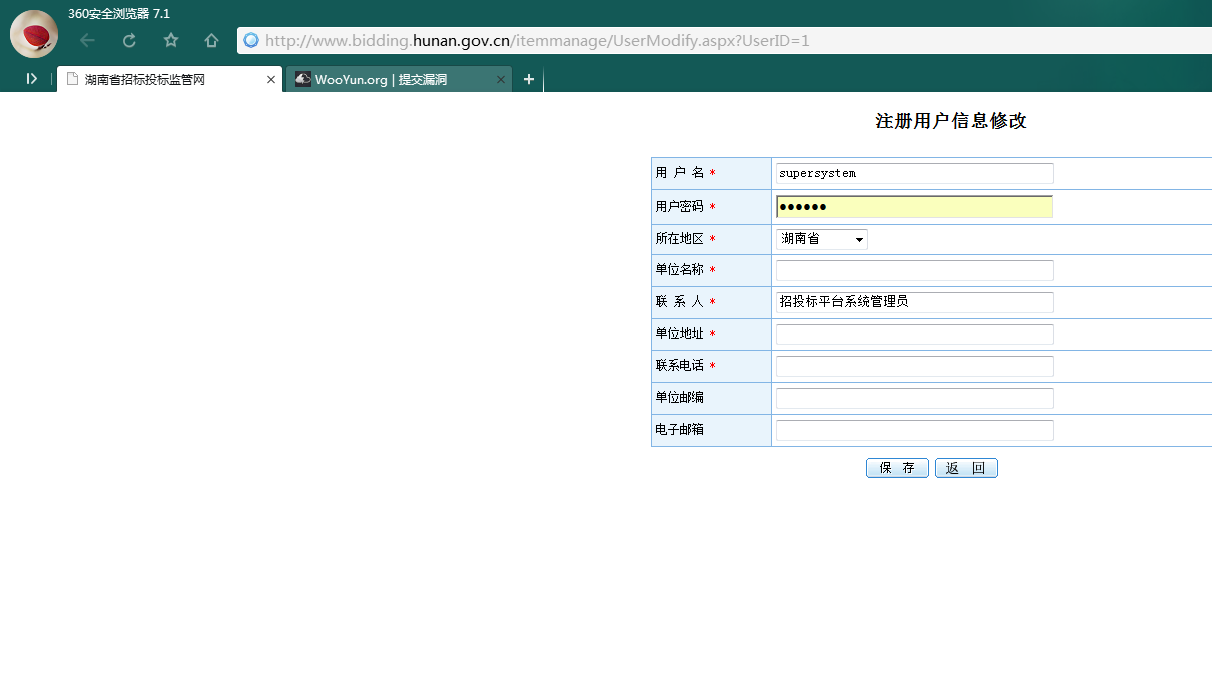 360安全浏览器 7.1
http://www.bidding.hunan.gov.cn/itemmanage/UserModify.aspx?UserID=1
湖南省招标投标监管网
WooYun.org | 提交漏洞
注册用户信息修改
用 户 名 * supersystem
用户密码 * ●●●●●●
所在地区 * 湖南省
单位名称 *
联 系 人 * 招投标平台系统管理员
单位地址 *
联系电话 *
单位邮编
电子邮箱
保 存 返 回